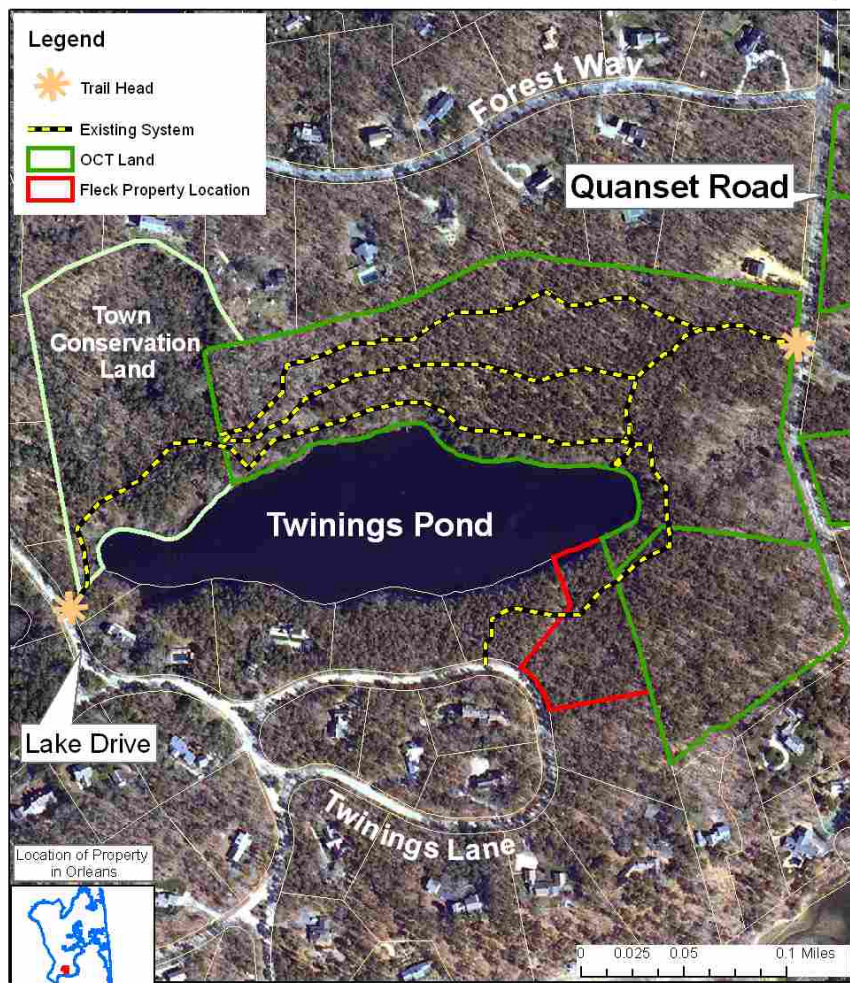 Legend
Trail Head
Existing System
OCT Land
Fleck Property Location
Forest Way
Quanset Road
Town
Conservation
Land
Twinings Pond
Lake Drive
Twinings Lane
Location of Property
in Orleans
0 0.025 0.05 0.1 Miles